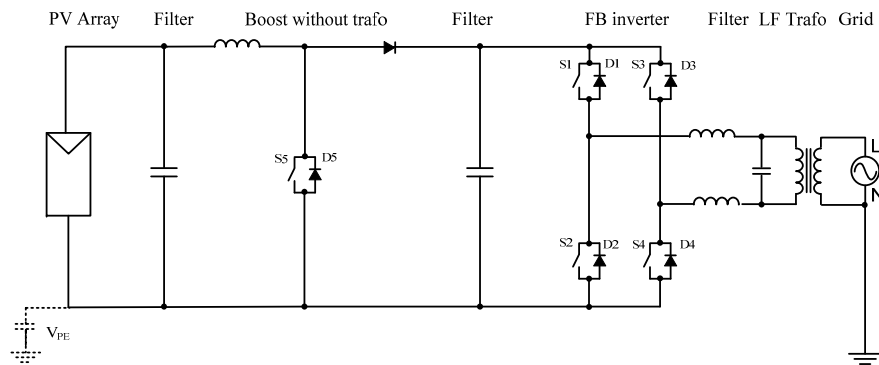 PV Array Filter Boost without trafo Filter FB inverter Filter LF Trafo Grid
S1 D1 S3 D3
S5 D5
L
N
S2 D2 S4 D4
VPE